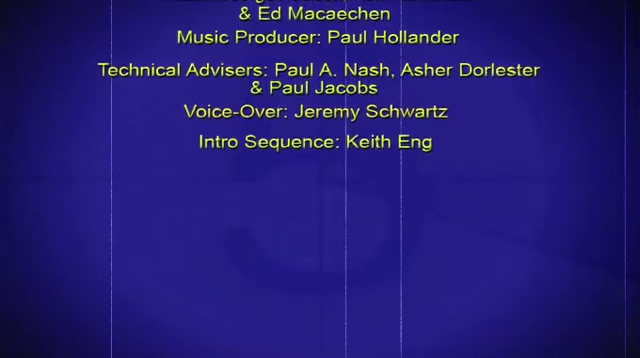 & Ed Macaechen
Music Producer: Paul Hollander
Technical Advisers: Paul A. Nash, Asher Dorlester
& Paul Jacobs
Voice-Over: Jeremy Schwartz
Intro Sequence: Keith Eng